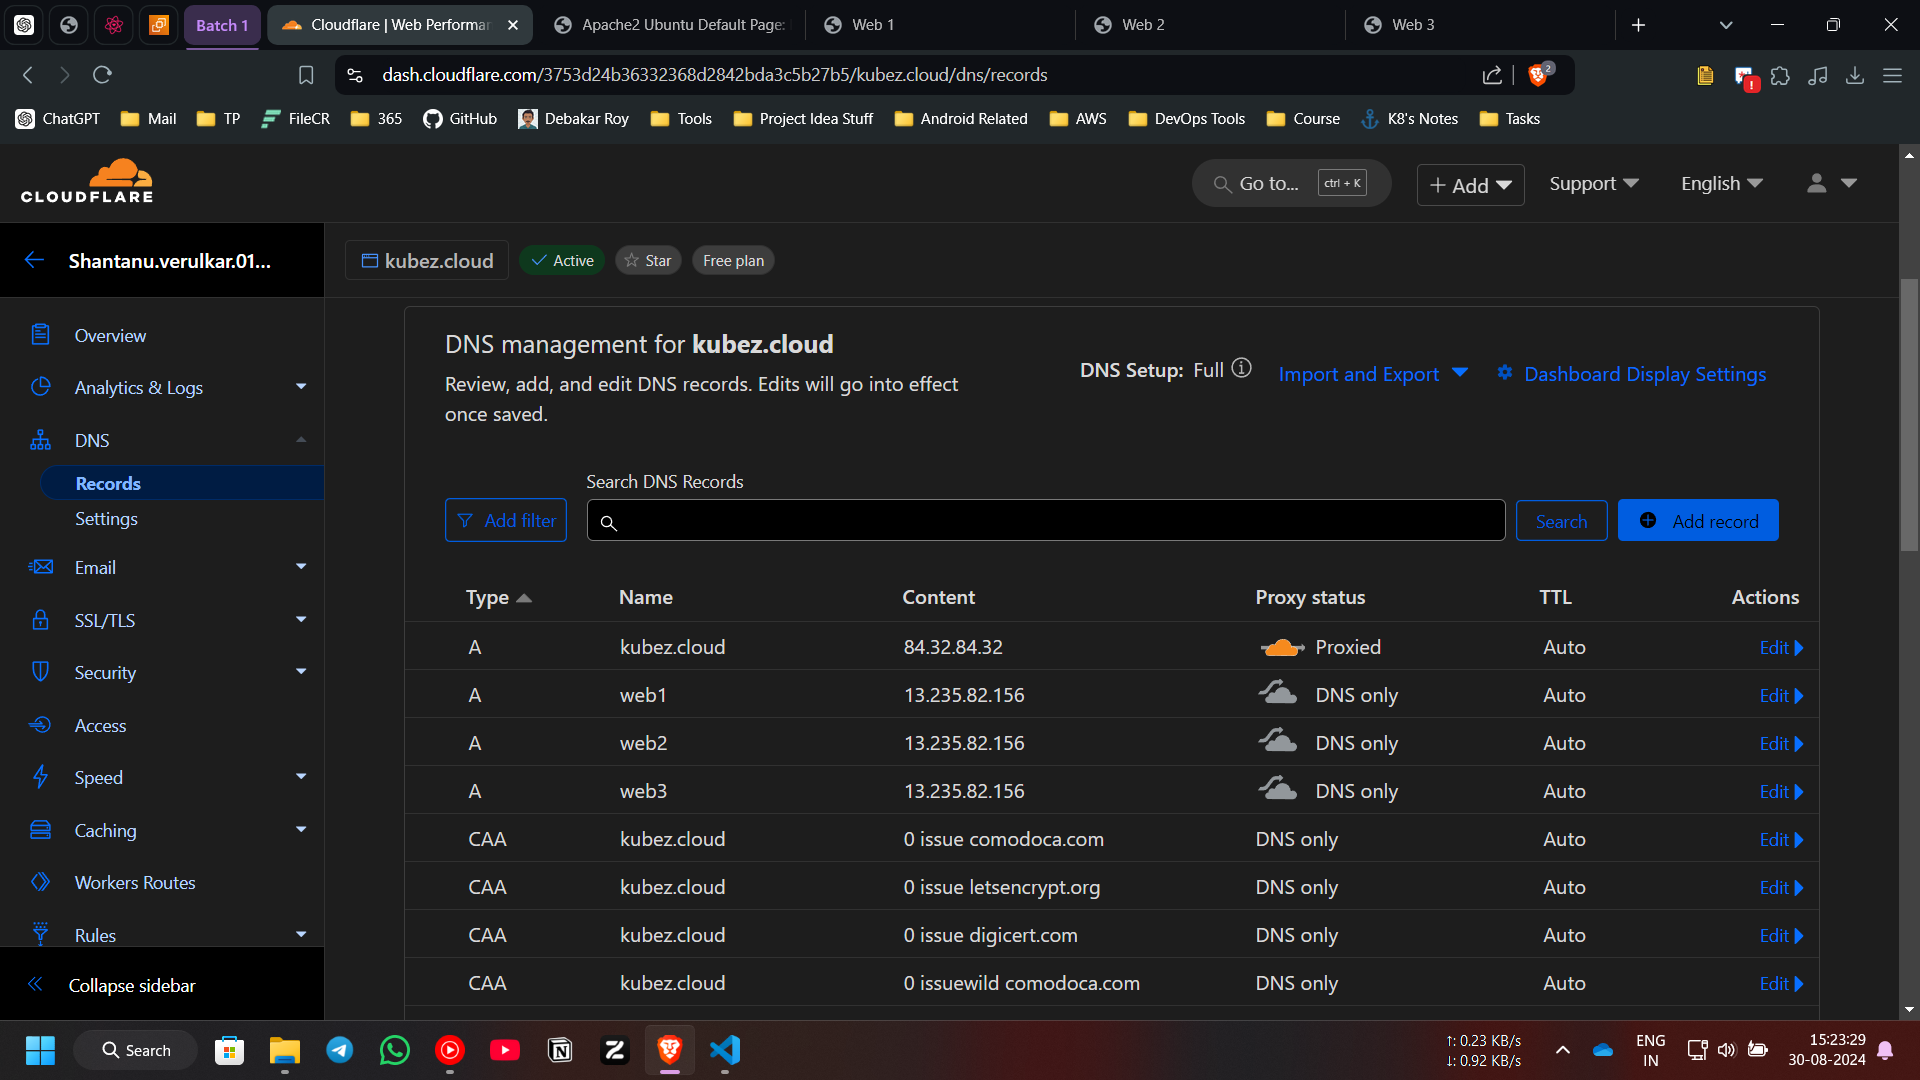 Batch 1
Cloudflare | Web Performan
Apache2 Ubuntu Default Page:
Web 1
Web 2
Web 3
dash.cloudflare.com/3753d24b36332368d2842bda3c5b27b5/kubez.cloud/dns/records
2
!
ChatGPT
Mail
TP
FileCR
365
GitHub
Debakar Roy
Tools
Project Idea Stuff
Android Related
AWS
DevOps Tools
Course
K8's Notes
Tasks
CLOUDFLARE
Go to...
ctrl + K
+ Add
Support
English
Shantanu.verulkar.01...
kubez.cloud
Active
Star
Free plan
Overview
Analytics & Logs
DNS
Records
Settings
Email
SSL/TLS
Security
Access
Speed
Caching
Workers Routes
Rules
Collapse sidebar
DNS management for kubez.cloud
Review, add, and edit DNS records. Edits will go into effect
once saved.
DNS Setup: Full
Import and Export
Dashboard Display Settings
Search DNS Records
Add filter
Search
Add record
Type Name Content Proxy status TTL Actions
A kubez.cloud 84.32.84.32 Proxied Auto Edit
A web1 13.235.82.156 DNS only Auto Edit
A web2 13.235.82.156 DNS only Auto Edit
A web3 13.235.82.156 DNS only Auto Edit
CAA kubez.cloud 0 issue comodoca.com DNS only Auto Edit
CAA kubez.cloud 0 issue letsencrypt.org DNS only Auto Edit
CAA kubez.cloud 0 issue digicert.com DNS only Auto Edit
CAA kubez.cloud 0 issuewild comodoca.com DNS only Auto Edit
Search
↑: 0.23 KB/s
↓: 0.92 KB/s
ENG
IN
15:23:29
30-08-2024